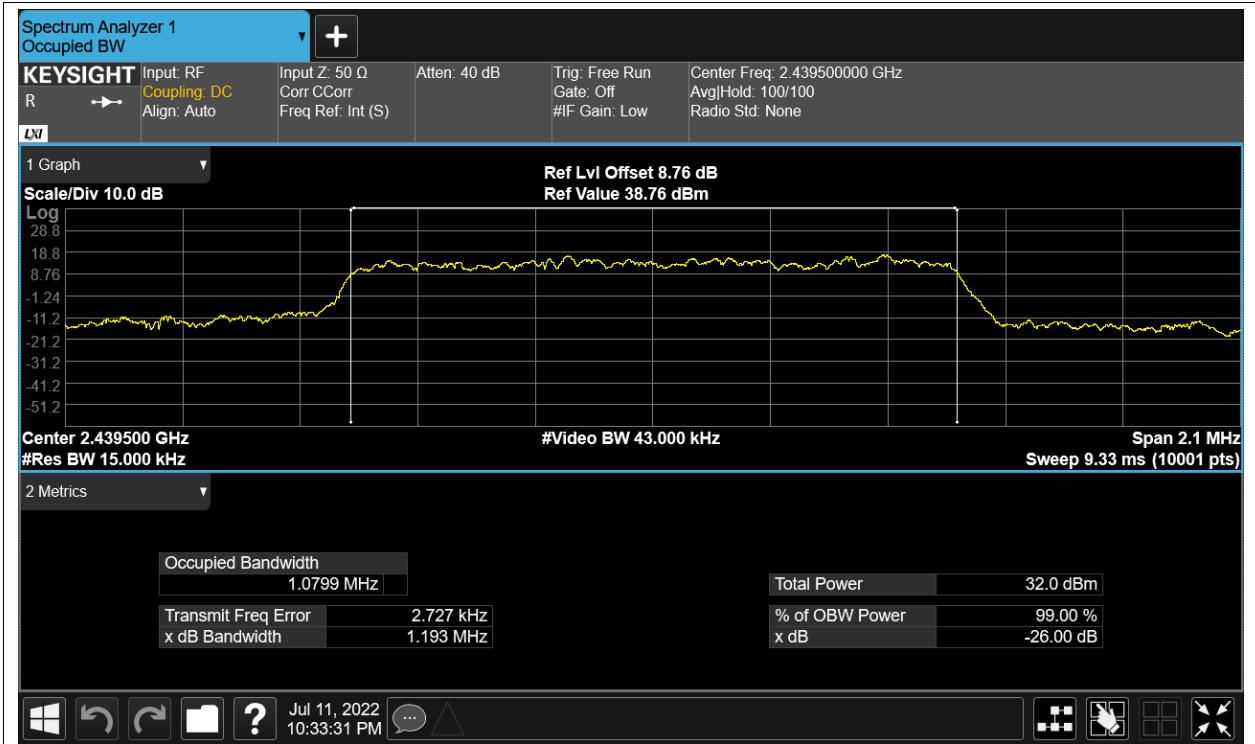 Spectrum Analyzer 1
Occupied BW
KEYSIGHT
R
LXI
Input: RF
Coupling: DC
Align: Auto
Input Z: 50 Ω
Corr CCorr
Freq Ref: Int (S)
Atten: 40 dB
Trig: Free Run
Gate: Off
#IF Gain: Low
Center Freq: 2.439500000 GHz
Avg|Hold: 100/100
Radio Std: None
1 Graph
Scale/Div 10.0 dB
Ref Lvl Offset 8.76 dB
Ref Value 38.76 dBm
Log
28.8
18.8
8.76
-1.24
-11.2
-21.2
-31.2
-41.2
-51.2
Center 2.439500 GHz
#Video BW 43.000 kHz
Span 2.1 MHz
#Res BW 15.000 kHz
Sweep 9.33 ms (10001 pts)
2 Metrics
Occupied Bandwidth
1.0799 MHz
Total Power 32.0 dBm
Transmit Freq Error 2.727 kHz
% of OBW Power 99.00 %
x dB Bandwidth 1.193 MHz
x dB -26.00 dB
?
Jul 11, 2022
10:33:31 PM